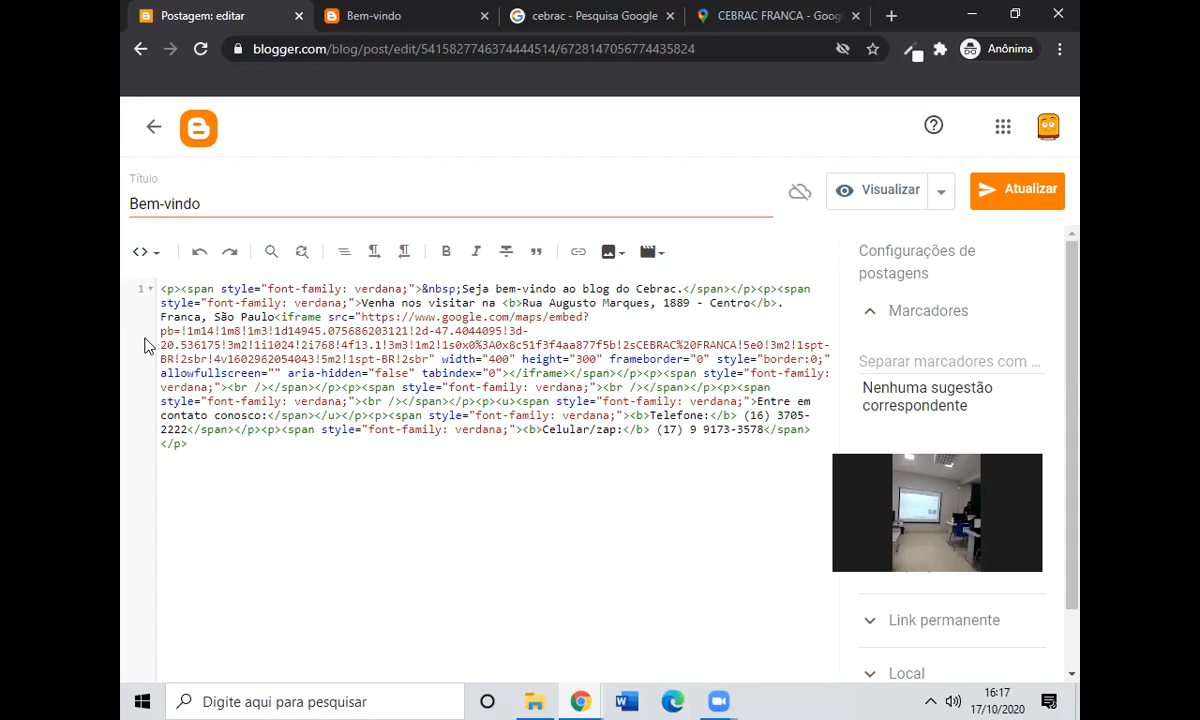 Postagem: editar
Bem-vindo
cebrac - Pesquisa Google
CEBRAC FRANCA - Goog
blogger.com/blog/post/edit/5415827746374444514/6728147056774435824
Anônima
Título
Bem-vindo
Visualizar
Atualizar
Configurações de
postagens
Marcadores
Separar marcadores com ...
Nenhuma sugestão
correspondente
Link permanente
Local
1
<p><span style="font-family: verdana;">&nbsp;Seja bem-vindo ao blog do Cebrac.</span></p><p><span
style="font-family: verdana;">Venha nos visitar na <b>Rua Augusto Marques, 1889 - Centro</b>.
Franca, São Paulo<iframe src="https://www.google.com/maps/embed?
pb=!1m14!1m8!1m3!1d14945.075686203121!2d-47.4044095!3d-
20.536175!3m2!1i1024!2i768!4f13.1!3m3!1m2!1s0x0%3A0x8c51f3f4aa877f5b!2sCEBRAC%20FRANCA!5e0!3m2!1spt-
BR!2sbr!4v1602962054043!5m2!1spt-BR!2sbr" width="400" height="300" frameborder="0" style="border:0;"
allowfullscreen="" aria-hidden="false" tabindex="0"></iframe></span></p><p><span style="font-family:
verdana;"><br /></span></p><p><span style="font-family: verdana;"><br /></span></p><p><span
style="font-family: verdana;"><br /></span></p><p><u><span style="font-family: verdana;">Entre em
contato conosco:</span></u></p><p><span style="font-family: verdana;"><b>Telefone:</b> (16) 3705-
2222</span></p><p><span style="font-family: verdana;"><b>Celular/zap:</b> (17) 9 9173-3578</span>
</p>
Digite aqui para pesquisar
16:17
17/10/2020